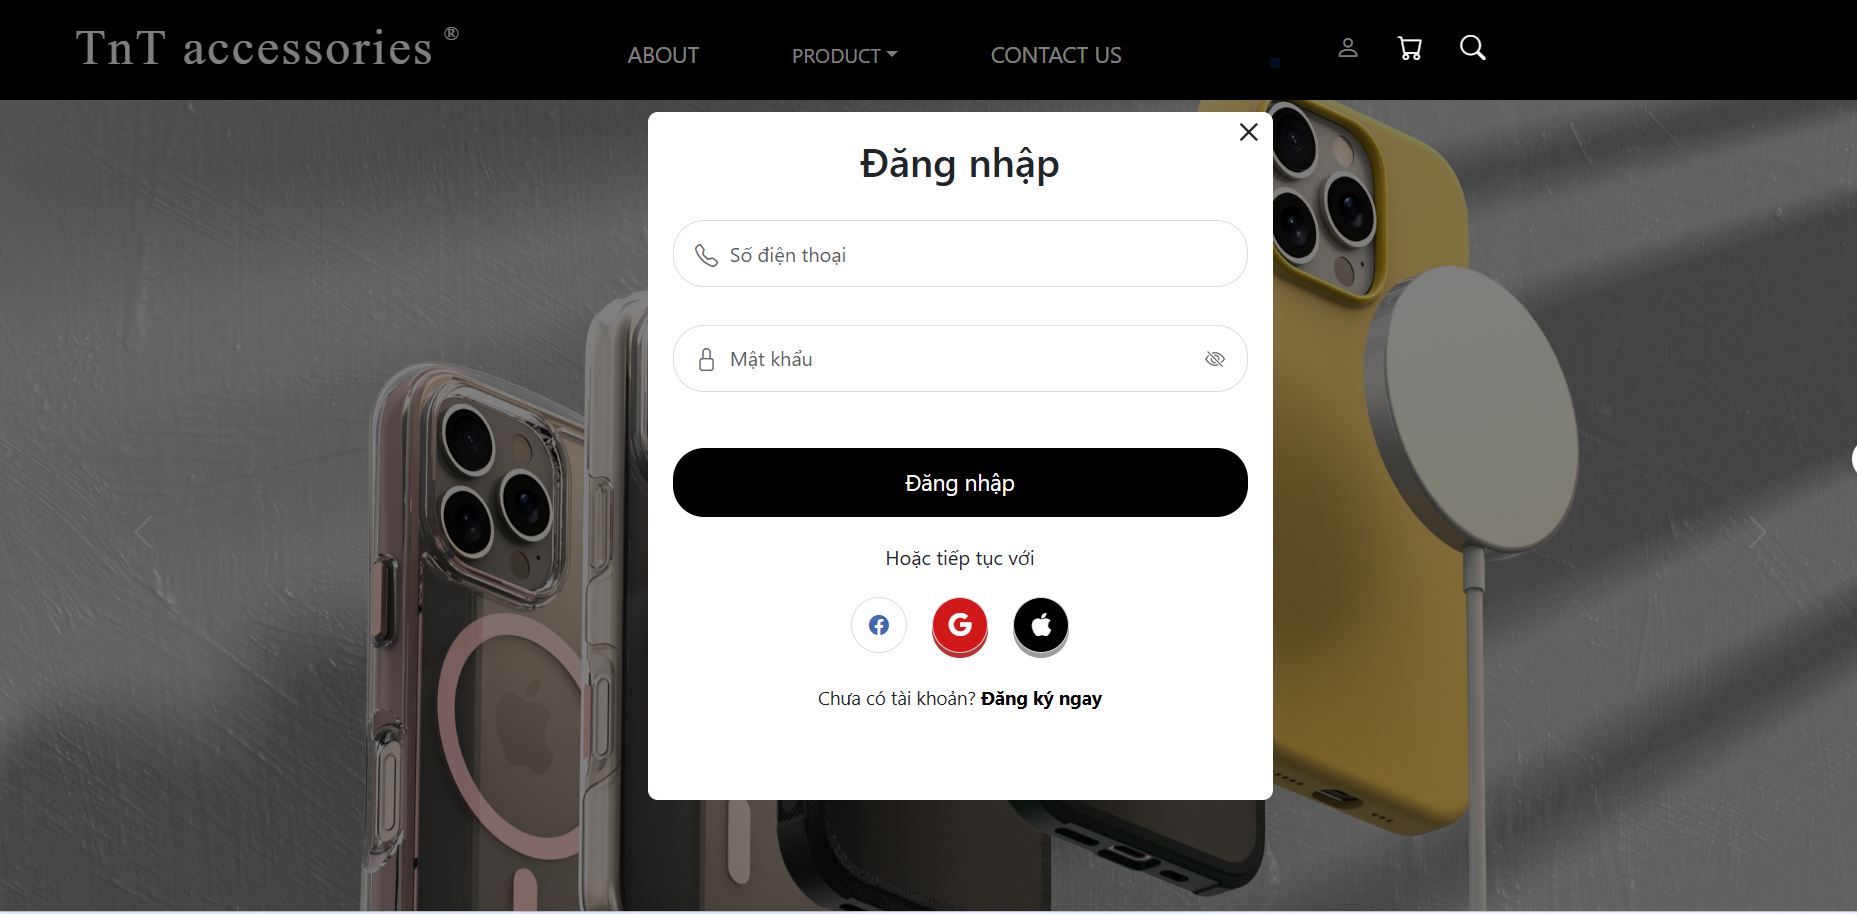 TnT accessories ®
ABOUT
PRODUCT
CONTACT US
Đăng nhập
Số điện thoại
Mật khẩu
Đăng nhập
Hoặc tiếp tục với
Chưa có tài khoản? Đăng ký ngay